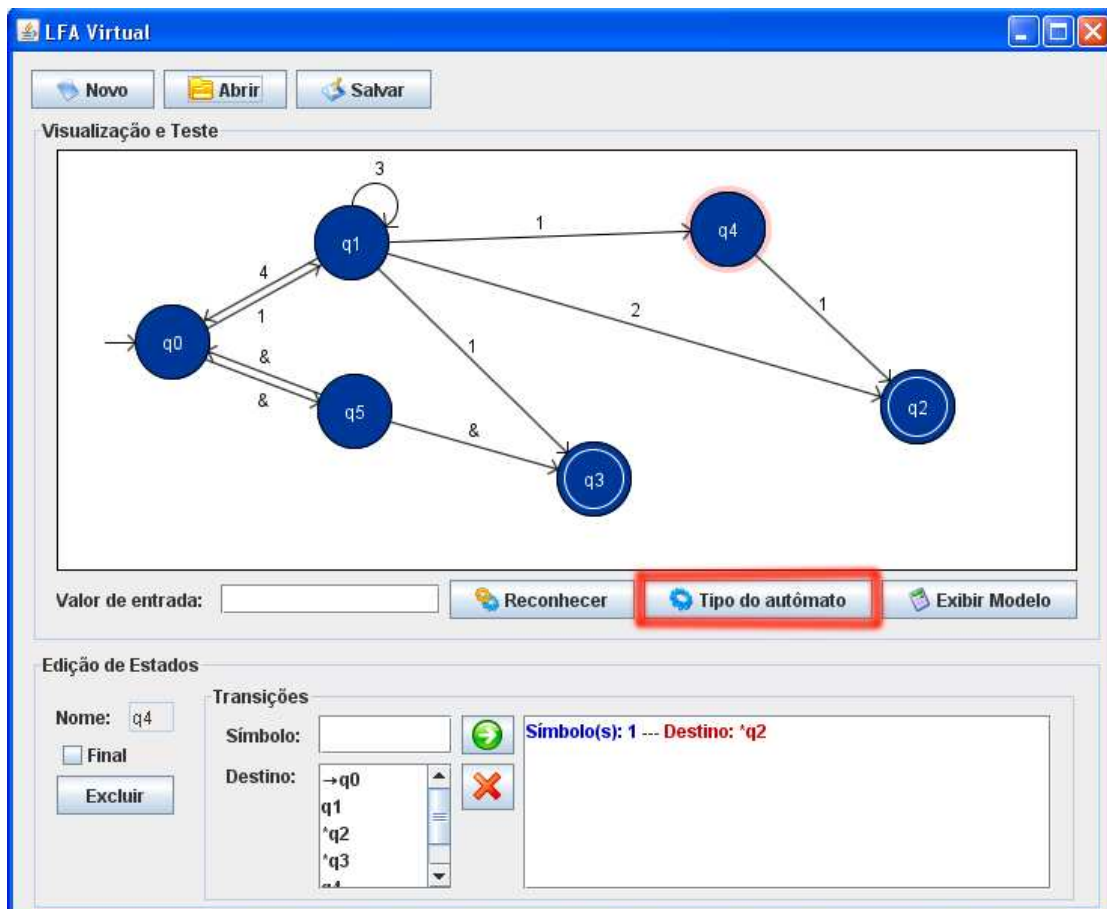 LFA Virtual
Novo Abrir Salvar
Visualização e Teste
3
q1
1
q4
4
1
2
1
q0
1
&
&
q5
&
q2
q3
Valor de entrada: Reconhecer Tipo do autômato Exibir Modelo
Edição de Estados
Nome: q4
Final
Excluir
Transições
Símbolo:
Destino:
→q0
q1
*q2
*q3
q4
Símbolo(s): 1 --- Destino: *q2